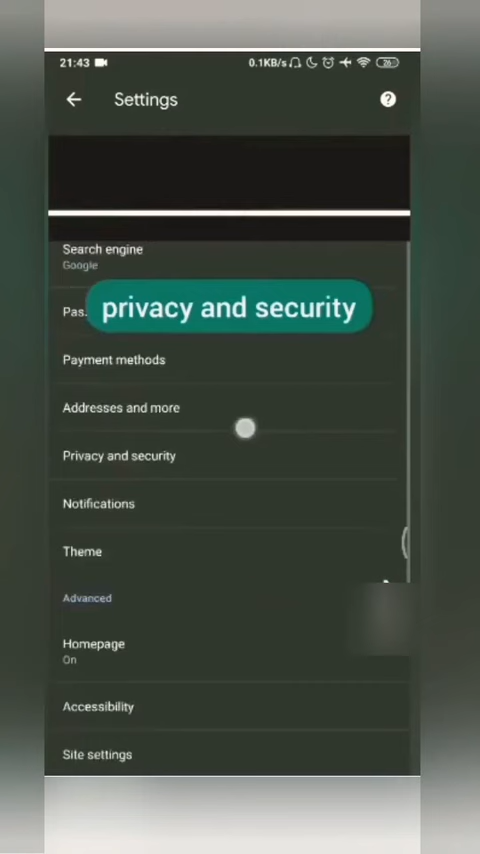 21:43
0.1KB/s
26
Settings
Search engine
Google
Pas
privacy and security
Payment methods
Addresses and more
Privacy and security
Notifications
Theme
Advanced
Homepage
On
Accessibility
Site settings